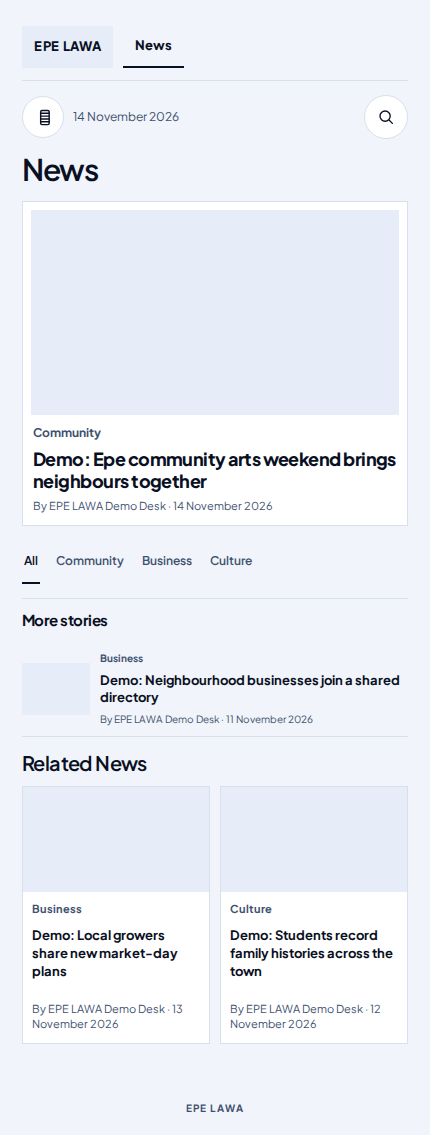 EPE LAWA
News
14 November 2026
News
Community
Demo: Epe community arts weekend brings
neighbours together
By EPE LAWA Demo Desk · 14 November 2026
All
Community
Business
Culture
More stories
Business
Demo: Neighbourhood businesses join a shared
directory
By EPE LAWA Demo Desk · 11 November 2026
Related News
Business
Demo: Local growers
share new market-day
plans
By EPE LAWA Demo Desk · 13
November 2026
Culture
Demo: Students record
family histories across the
town
By EPE LAWA Demo Desk · 12
November 2026
EPE LAWA